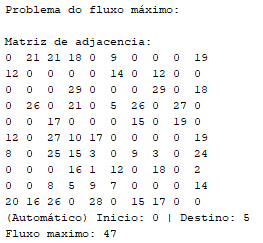 Problema do fluxo máximo:
Matriz de adjacencia:
0 21 21 18 0 9 0 0 0 19
12 0 0 0 0 14 0 12 0 0
0 0 0 29 0 0 0 29 0 18
0 26 0 21 0 5 26 0 27 0
0 0 17 0 0 0 15 0 19 0
12 0 27 10 17 0 0 0 0 19
8 0 25 15 3 0 9 3 0 24
0 0 0 16 1 12 0 18 0 2
0 0 8 5 9 7 0 0 0 14
20 16 26 0 28 0 15 17 0 0
(Automático) Inicio: 0 | Destino: 5
Fluxo maximo: 47